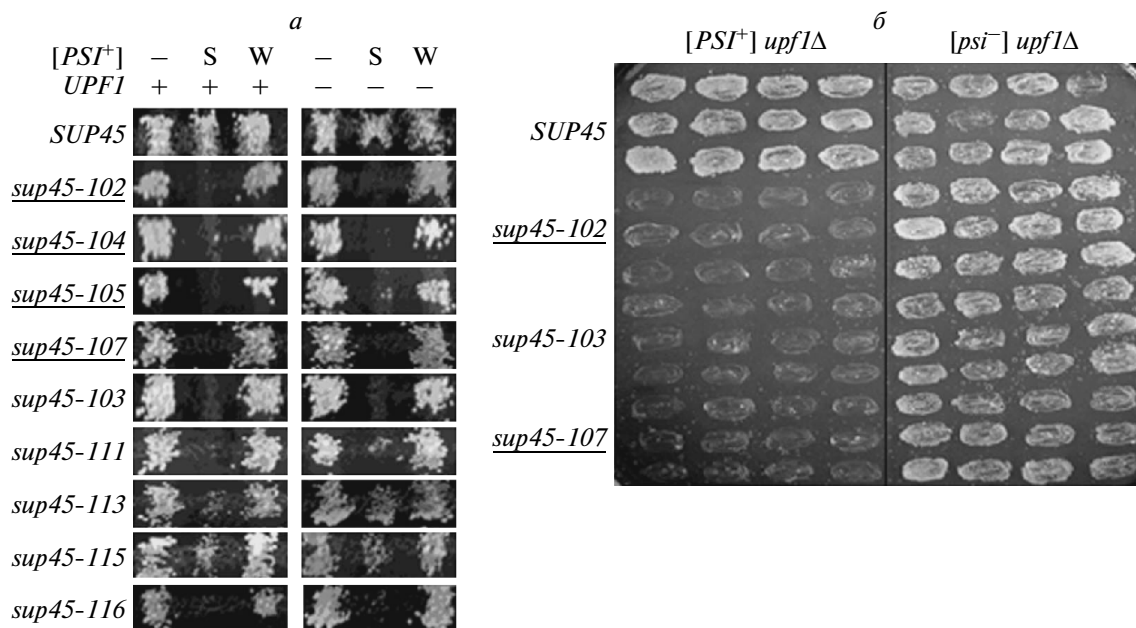 а
[PSI⁺] – S W – S W
UPF1 + + + – – –
SUP45
sup45-102
sup45-104
sup45-105
sup45-107
sup45-103
sup45-111
sup45-113
sup45-115
sup45-116
б
[PSI⁺] upf1Δ [psi⁻] upf1Δ
SUP45
sup45-102
sup45-103
sup45-107